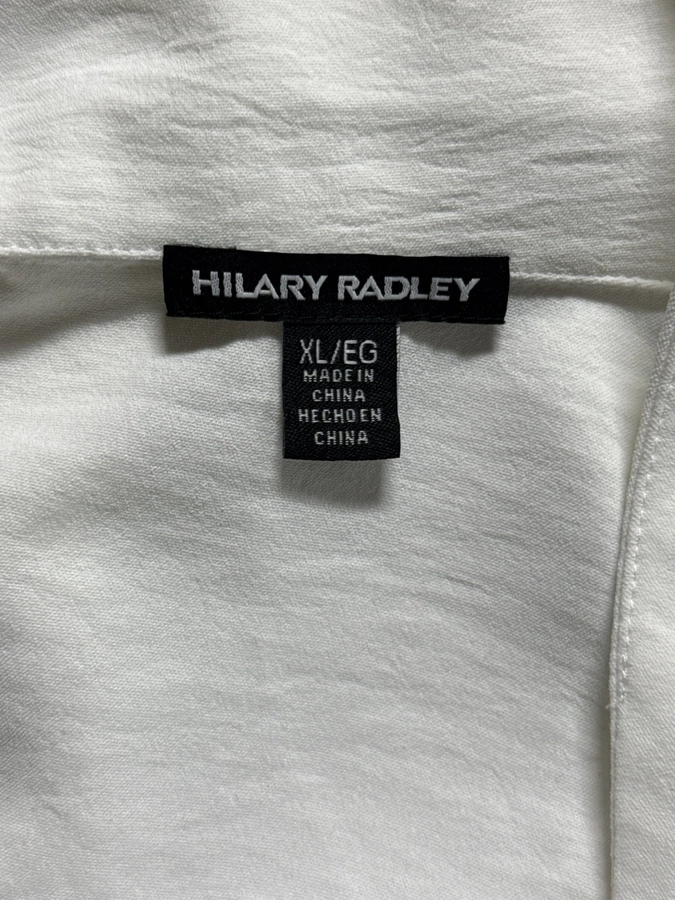 HILARY RADLEY
XL/EG
MADE IN
CHINA
HECHO EN
CHINA